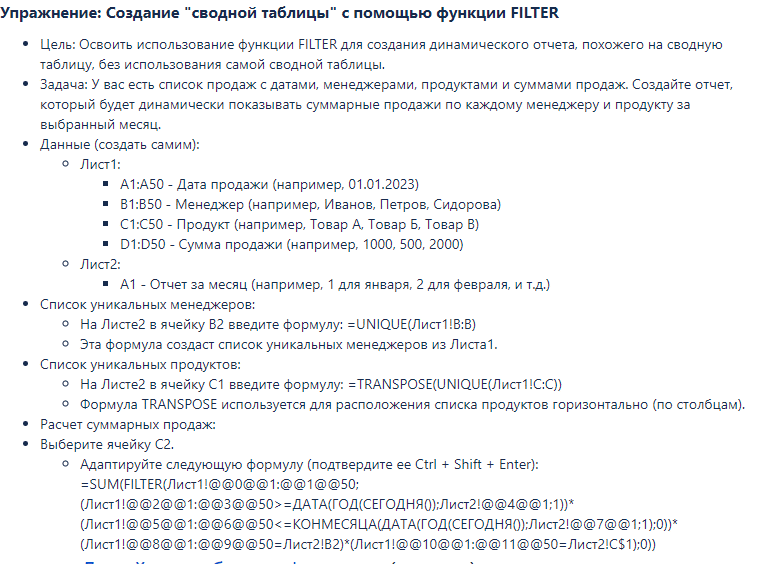 Упражнение: Создание "сводной таблицы" с помощью функции FILTER
Цель: Освоить использование функции FILTER для создания динамического отчета, похожего на сводную
таблицу, без использования самой сводной таблицы.
Задача: У вас есть список продаж с датами, менеджерами, продуктами и суммами продаж. Создайте отчет,
который будет динамически показывать суммарные продажи по каждому менеджеру и продукту за
выбранный месяц.
Данные (создать самим):
Лист1:
A1:A50 - Дата продажи (например, 01.01.2023)
B1:B50 - Менеджер (например, Иванов, Петров, Сидорова)
C1:C50 - Продукт (например, Товар А, Товар Б, Товар В)
D1:D50 - Сумма продажи (например, 1000, 500, 2000)
Лист2:
A1 - Отчет за месяц (например, 1 для января, 2 для февраля, и т.д.)
Список уникальных менеджеров:
На Листе2 в ячейку B2 введите формулу: =UNIQUE(Лист1!B:B)
Эта формула создаст список уникальных менеджеров из Листа1.
Список уникальных продуктов:
На Листе2 в ячейку C1 введите формулу: =TRANSPOSE(UNIQUE(Лист1!C:C))
Формула TRANSPOSE используется для расположения списка продуктов горизонтально (по столбцам).
Расчет суммарных продаж:
Выберите ячейку C2.
Адаптируйте следующую формулу (подтвердите ее Ctrl + Shift + Enter):
=SUM(FILTER(Лист1!@@0@@1:@@1@@50;
(Лист1!@@2@@1:@@3@@50>=ДАТА(ГОД(СЕГОДНЯ());Лист2!@@4@@1;1))*
(Лист1!@@5@@1:@@6@@50<=КОНМЕСЯЦА(ДАТА(ГОД(СЕГОДНЯ());Лист2!@@7@@1;1);0))*
(Лист1!@@8@@1:@@9@@50=Лист2!B2)*(Лист1!@@10@@1:@@11@@50=Лист2!C$1);0))